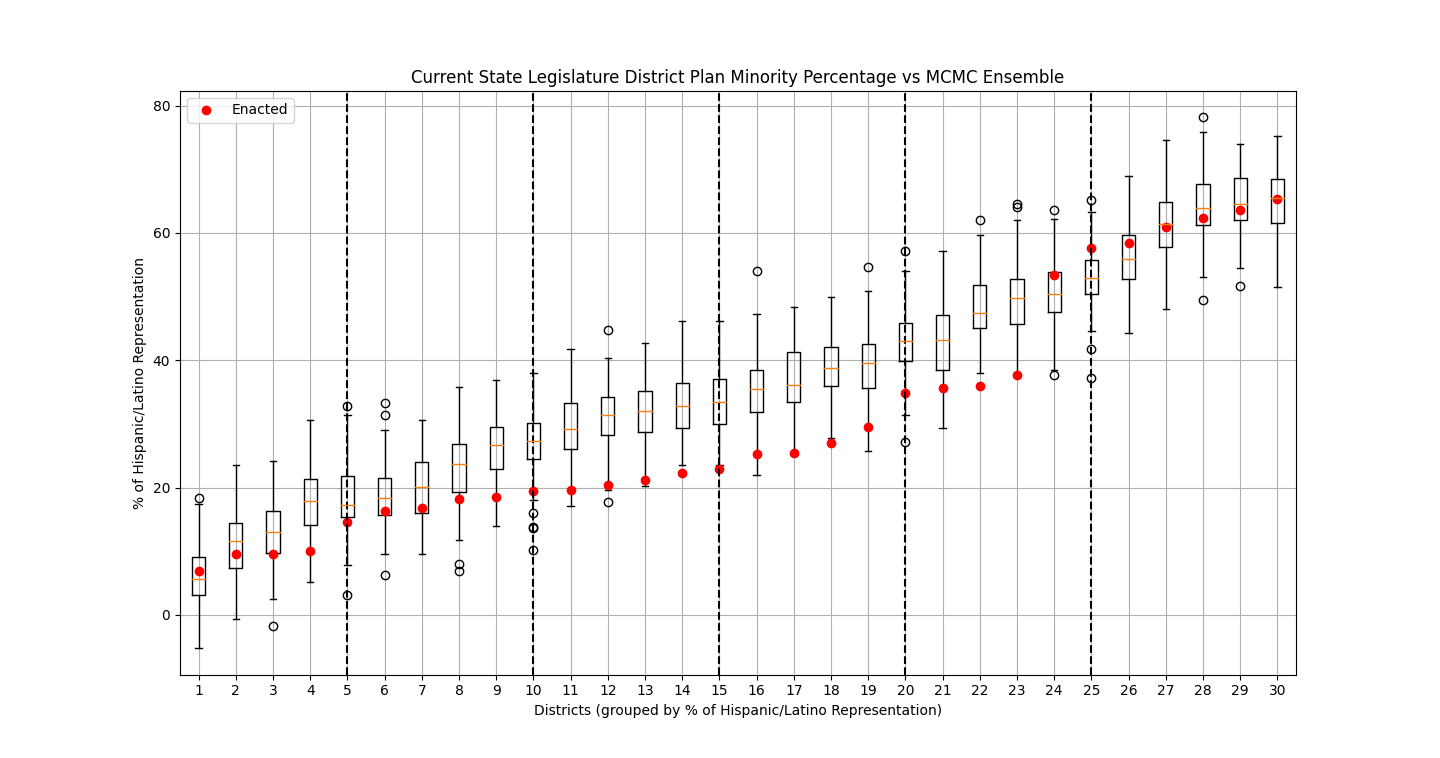 Current State Legislature District Plan Minority Percentage vs MCMC Ensemble
Enacted
80
60
40
20
0
% of Hispanic/Latino Representation
1 2 3 4 5 6 7 8 9 10 11 12 13 14 15 16 17 18 19 20 21 22 23 24 25 26 27 28 29 30
Districts (grouped by % of Hispanic/Latino Representation)